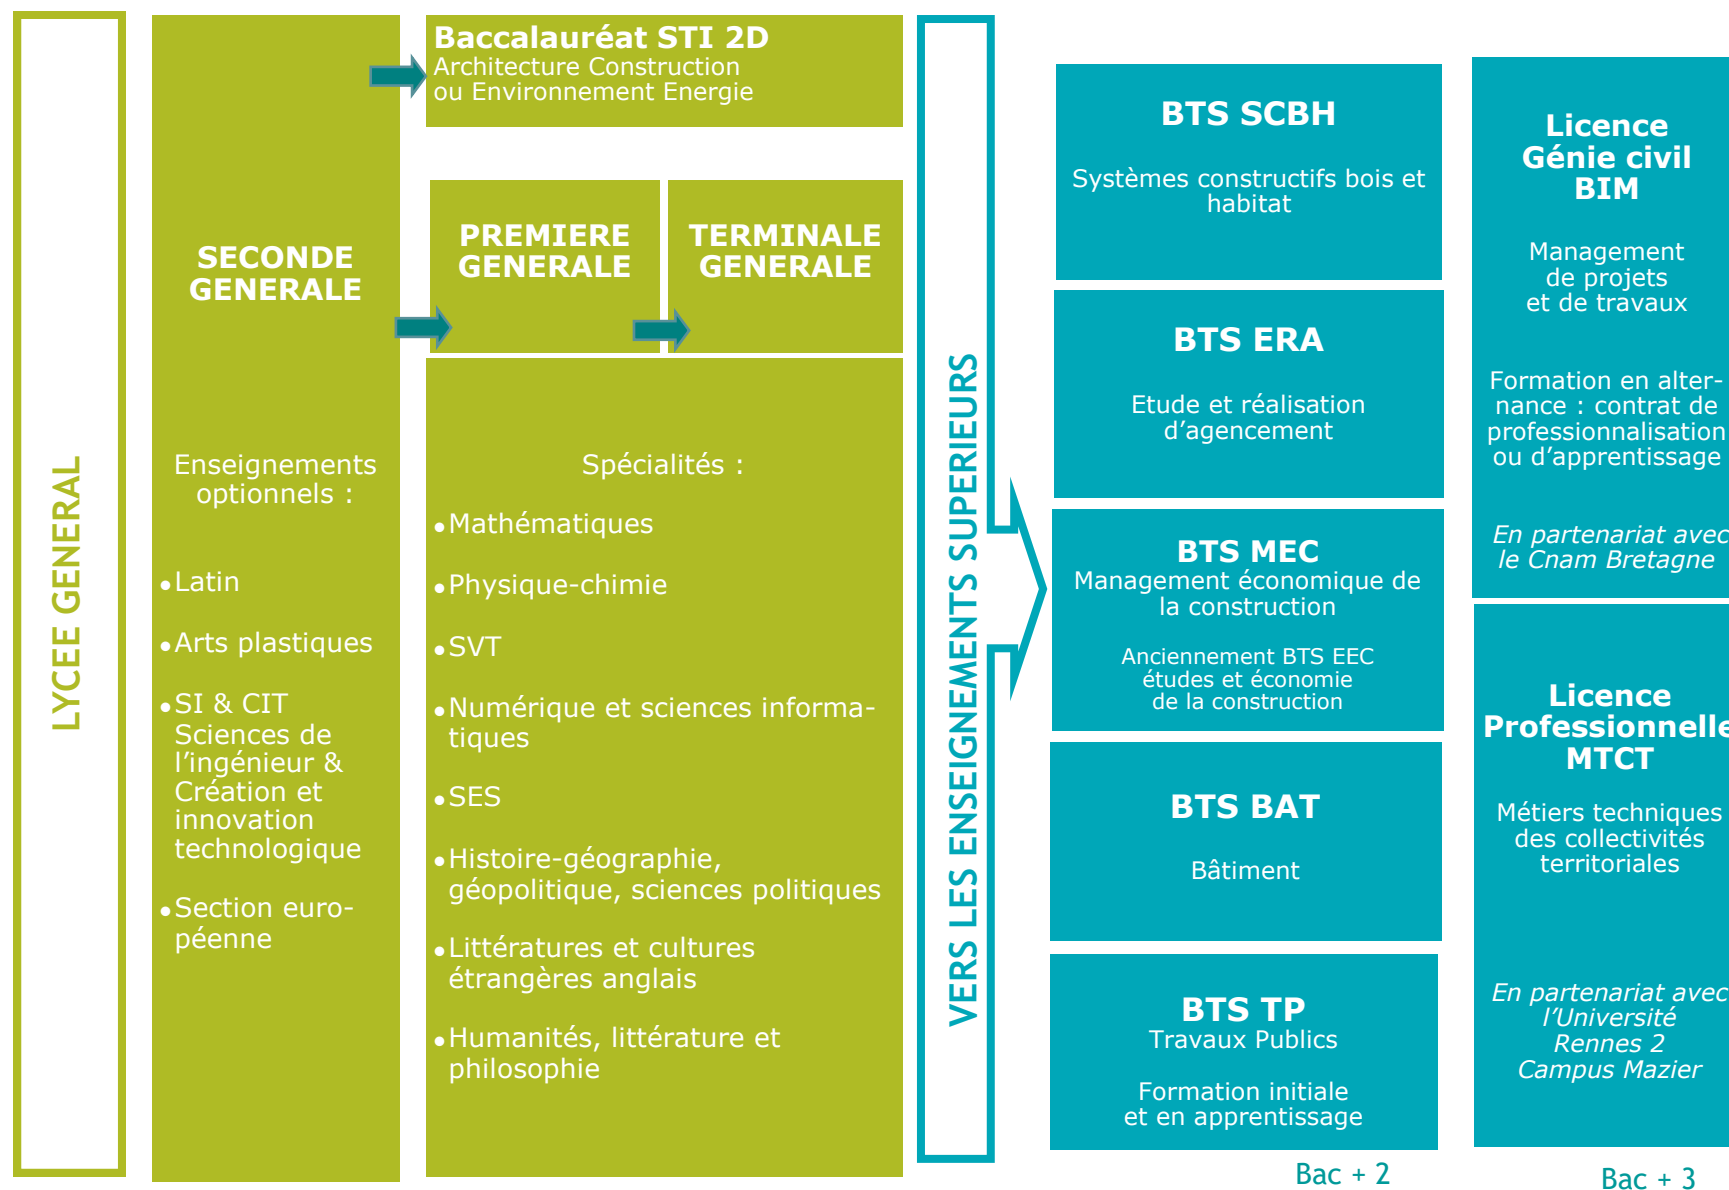 LYCEE GENERAL
SECONDE
GENERALE
Enseignements
optionnels :
•Latin
•Arts plastiques
•SI & CIT
Sciences de
l’ingénieur &
Création et
innovation
technologique
•Section euro-
péenne
Baccalauréat STI 2D
Architecture Construction
ou Environnement Energie
PREMIERE
GENERALE
TERMINALE
GENERALE
Spécialités :
•Mathématiques
•Physique-chimie
•SVT
•Numérique et sciences informa-
tiques
•SES
•Histoire-géographie,
géopolitique, sciences politiques
•Littératures et cultures
étrangères anglais
•Humanités, littérature et
philosophie
VERS LES ENSEIGNEMENTS SUPERIEURS
BTS SCBH
Systèmes constructifs bois et
habitat
BTS ERA
Etude et réalisation
d’agencement
BTS MEC
Management économique de
la construction
Anciennement BTS EEC
études et économie
de la construction
BTS BAT
Bâtiment
BTS TP
Travaux Publics
Formation initiale
et en apprentissage
Bac + 2
Licence
Génie civil
BIM
Management
de projets
et de travaux
Formation en alter-
nance : contrat de
professionnalisation
ou d’apprentissage
En partenariat avec
le Cnam Bretagne
Licence
Professionnelle
MTCT
Métiers techniques
des collectivités
territoriales
En partenariat avec
l’Université
Rennes 2
Campus Mazier
Bac + 3